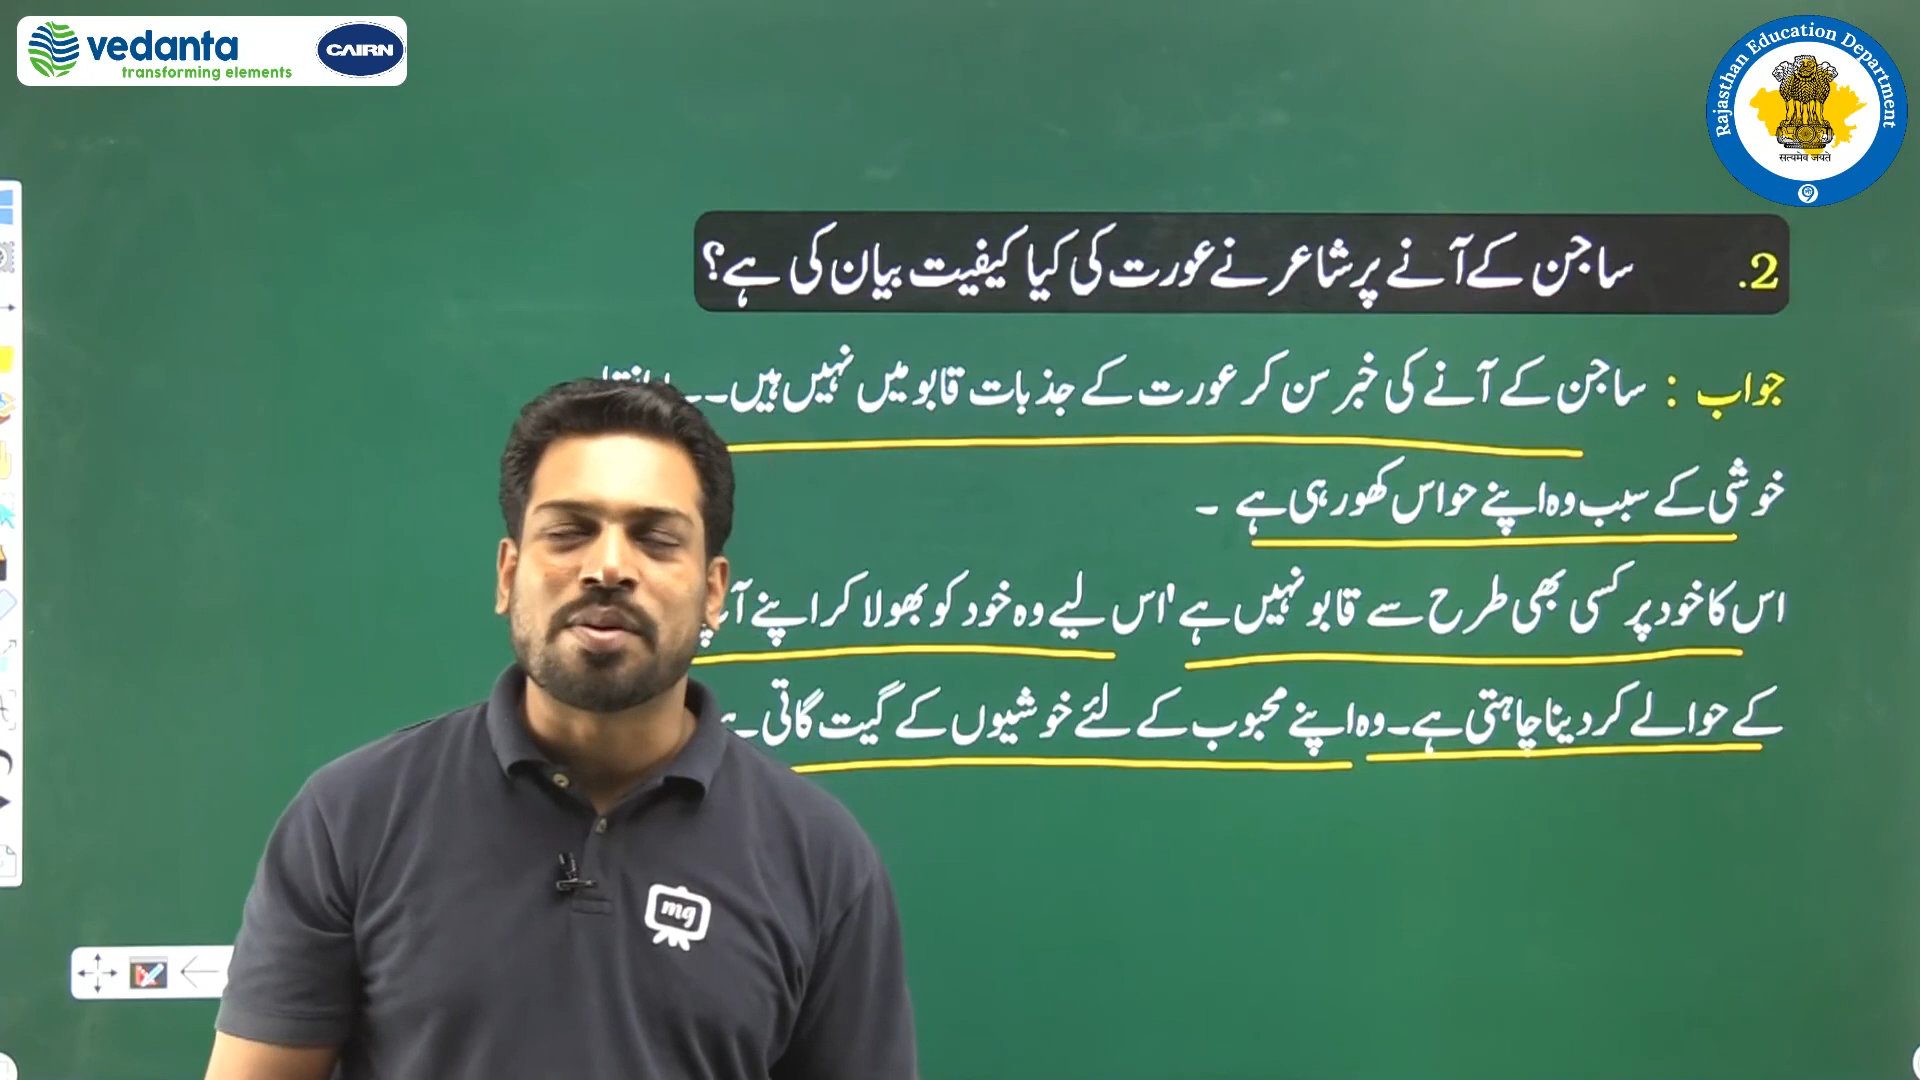 vedanta
transforming elements
CAIRN
Rajasthan Education Department
सत्यमेव जयते
2. ساجن کے آنے پر شاعر نے عورت کی کیا کیفیت بیان کی ہے؟
جواب : ساجن کے آنے کی خبر سن کر عورت کے جذبات قابو میں نہیں ہیں۔۔
خوشی کے سبب وہ اپنے حواس کھو رہی ہے ۔
اس کا خود پر کسی بھی طرح سے قابو نہیں ہے 'اس لیے وہ خود کو بھولا کر اپنے آپ
کے حوالے کر دینا چاہتی ہے۔ وہ اپنے محبوب کے لئے خوشیوں کے گیت گاتی
mg